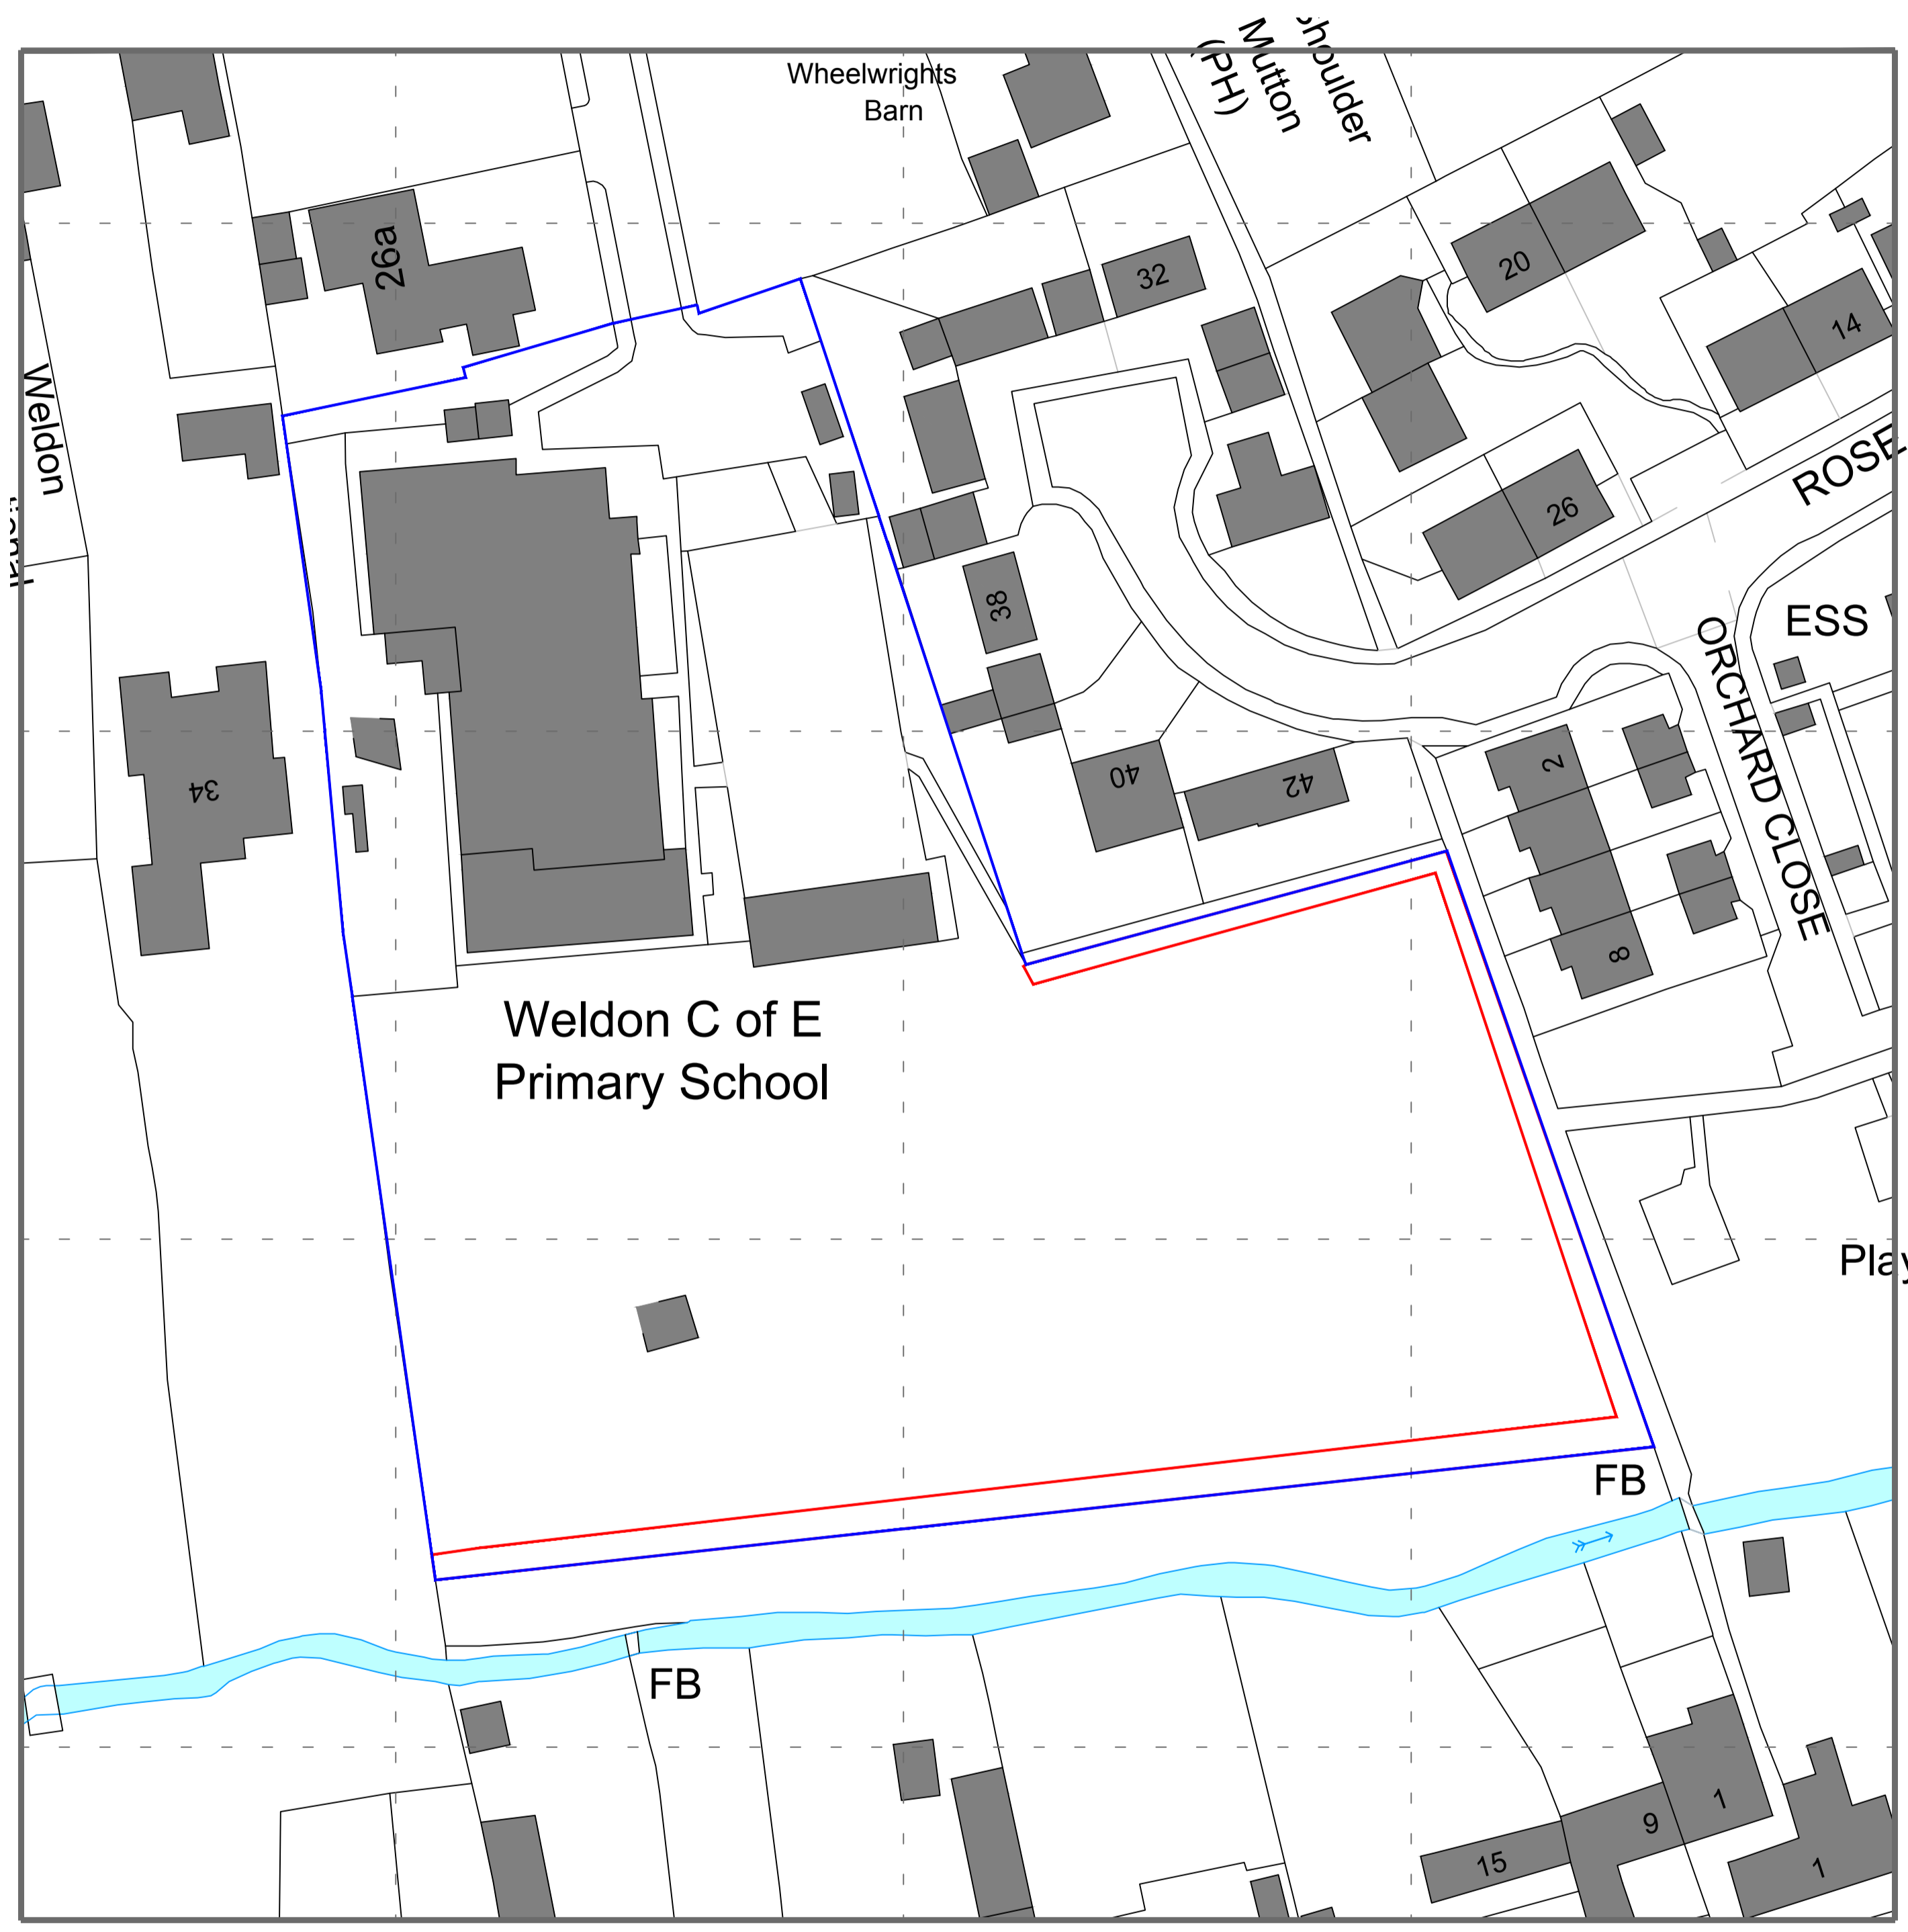 Wheelwrights
Barn
Mutton
(PH)
26a
32
20
14
Weldon
ROSE
26
38
ESS
ORCHARD CLOSE
34
40
42
2
8
Weldon C of E
Primary School
Play
FB
FB
9
1
15
1